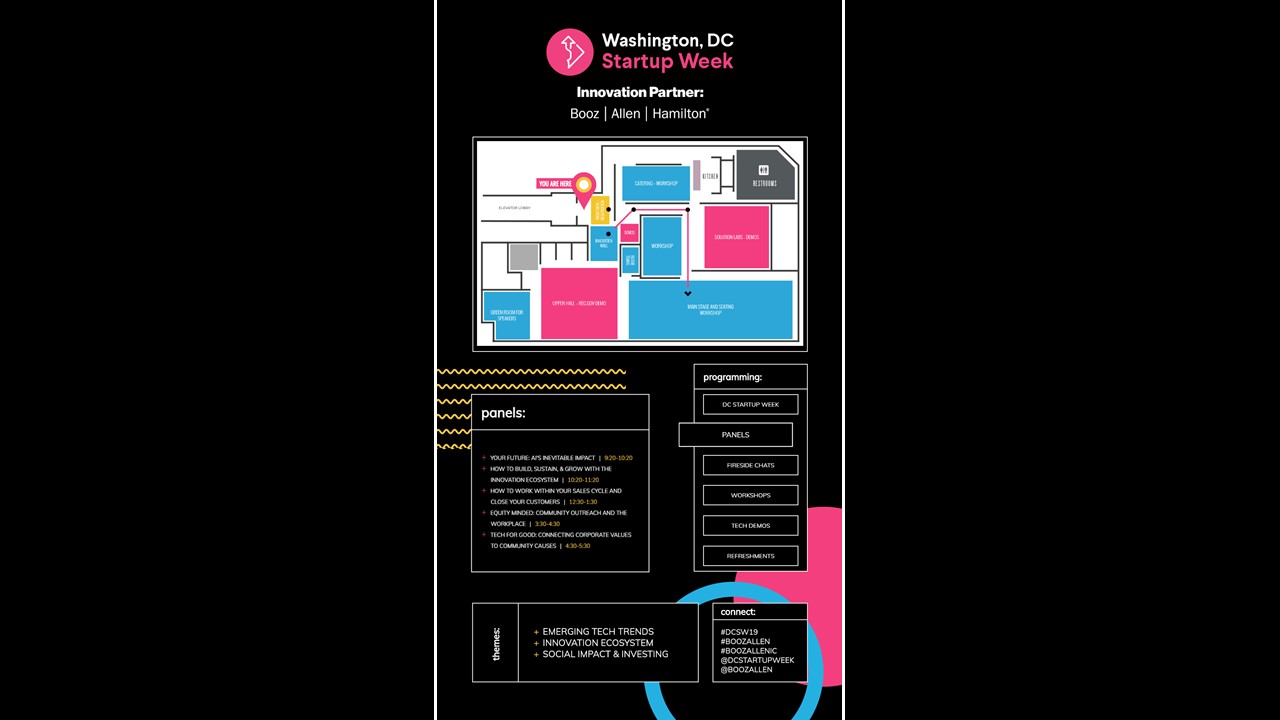 Washington, DC
Startup Week
Innovation Partner:
Booz | Allen | Hamilton®
YOU ARE HERE
ELEVATOR LOBBY
CATERING - WORKSHOP
KITCHEN
RESTROOMS
DEMOS
WORKSHOP
SOLUTION LABS - DEMOS
UPPER HALL - REC.GOV DEMO
MAIN STAGE AND SEATING
WORKSHOP
GREEN ROOM FOR
SPEAKERS
programming:
DC STARTUP WEEK
PANELS
FIRESIDE CHATS
WORKSHOPS
TECH DEMOS
REFRESHMENTS
panels:
+ YOUR FUTURE: AI'S INEVITABLE IMPACT | 9:20-10:20
+ HOW TO BUILD, SUSTAIN, & GROW WITH THE
INNOVATION ECOSYSTEM | 10:20-11:20
+ HOW TO WORK WITHIN YOUR SALES CYCLE AND
CLOSE YOUR CUSTOMERS | 12:30-1:30
+ EQUITY MINDED: COMMUNITY OUTREACH AND THE
WORKPLACE | 3:30-4:30
+ TECH FOR GOOD: CONNECTING CORPORATE VALUES
TO COMMUNITY CAUSES | 4:30-5:30
themes:
+ EMERGING TECH TRENDS
+ INNOVATION ECOSYSTEM
+ SOCIAL IMPACT & INVESTING
connect:
#DCSW19
#BOOZALLEN
#BOOZALLENIC
@DCSTARTUPWEEK
@BOOZALLEN